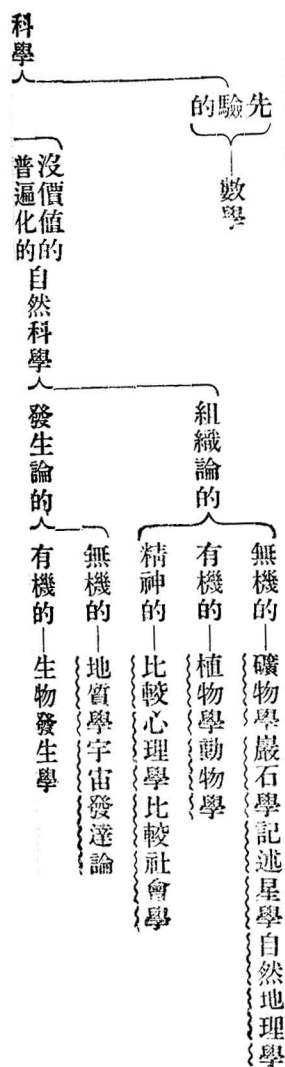 科學
先驗的
數學
沒價值的
普遍化的
自然科學
組織論的
無機的—礦物學巖石學記述星學自然地理學
有機的—植物學動物學
精神的—比較心理學比較社會學
發生論的
無機的—地質學宇宙發達論
有機的—生物發生學